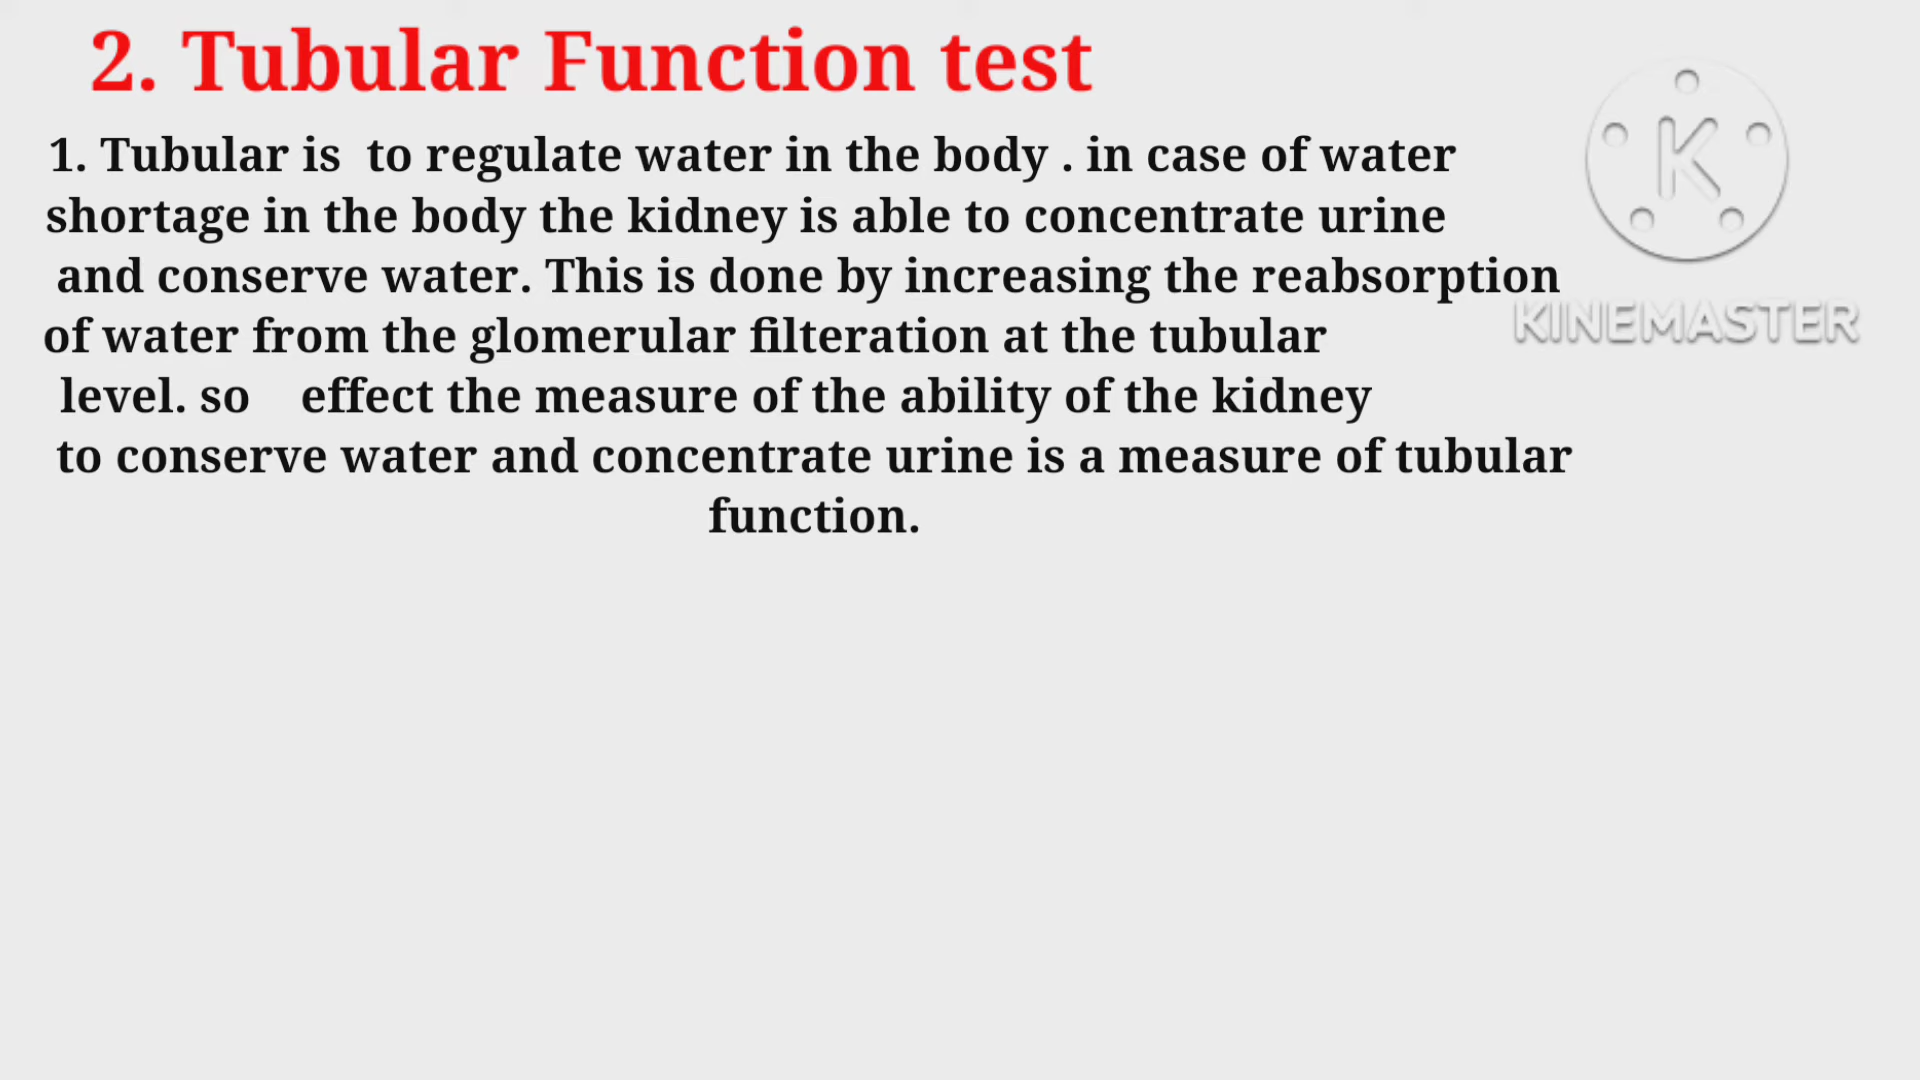 2. Tubular Function test
1. Tubular is to regulate water in the body . in case of water
shortage in the body the kidney is able to concentrate urine
and conserve water. This is done by increasing the reabsorption
of water from the glomerular filteration at the tubular
level. so effect the measure of the ability of the kidney
to conserve water and concentrate urine is a measure of tubular
function.
K
KINEMASTER